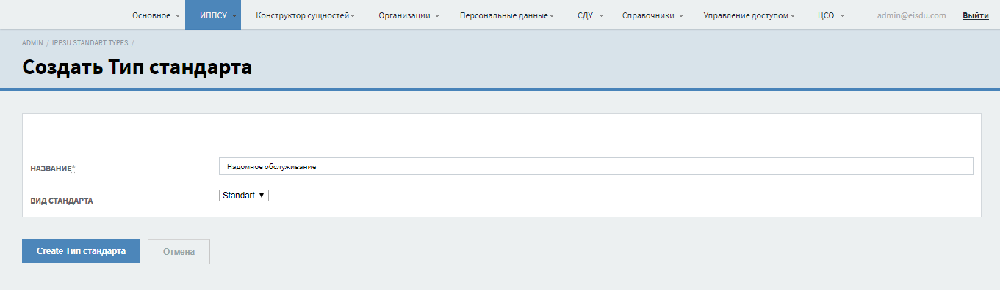 Основное ИППСУ Конструктор сущностей Организации Персональные данные СДУ Справочники Управление доступом ЦСО admin@eisdu.com Выйти
ADMIN / IPPSU STANDART TYPES /
Создать Тип стандарта
НАЗВАНИЕ* Надомное обслуживание
ВИД СТАНДАРТА Standart
Create Тип стандарта Отмена